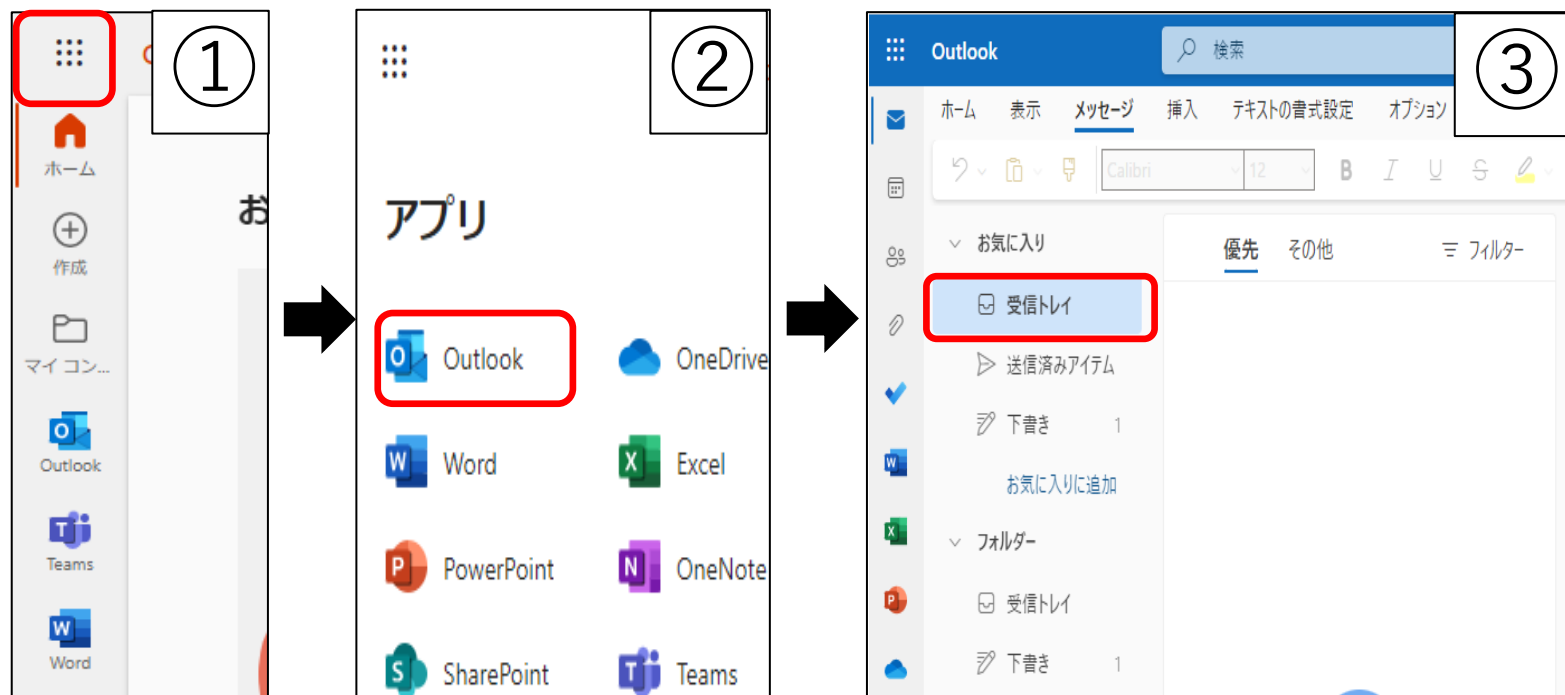 ①
ホーム
お
作成
マイ コン...
Outlook
Teams
Word
②
アプリ
Outlook
OneDrive
Word
Excel
PowerPoint
OneNote
SharePoint
Teams
③
Outlook
検索
ホーム 表示 メッセージ 挿入 テキストの書式設定 オプション
Calibri 12 B I U S
お気に入り
優先 その他 フィルター
受信トレイ
送信済みアイテム
下書き 1
お気に入りに追加
フォルダー
受信トレイ
下書き 1